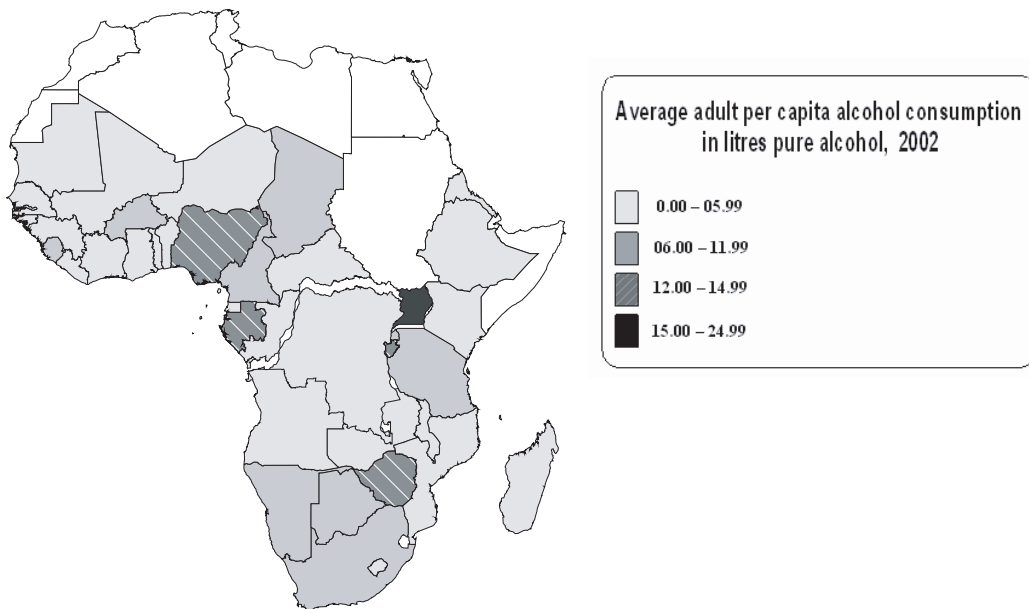 Average adult per capita alcohol consumption
in litres pure alcohol, 2002
0.00 – 05.99
06.00 – 11.99
12.00 – 14.99
15.00 – 24.99